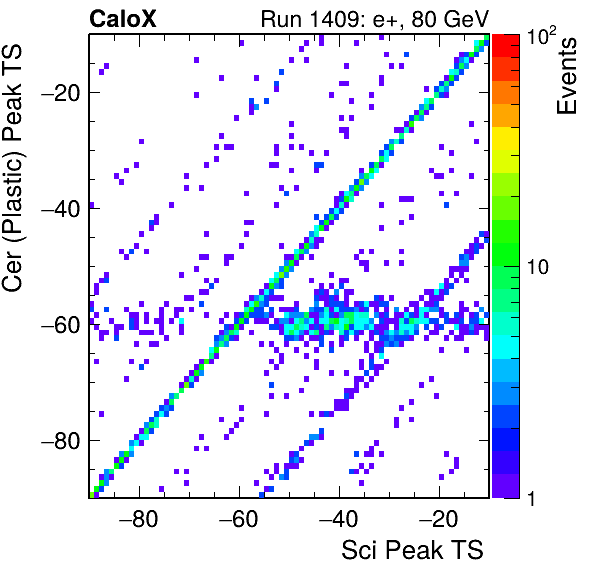 CaloX Run 1409: e+, 80 GeV
Cer (Plastic) Peak TS
−20
−40
−60
−80
−80 −60 −40 −20
Sci Peak TS
10²
10
1
Events